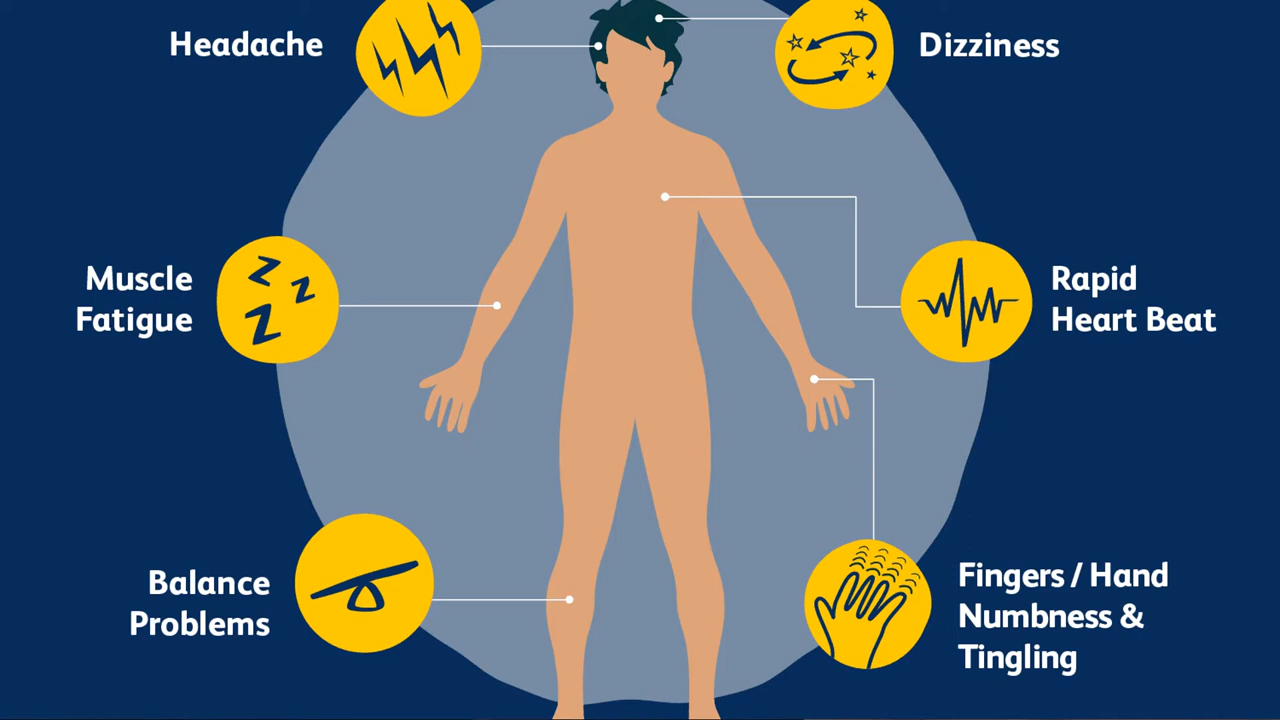 Headache
Dizziness
Muscle
Fatigue
Rapid
Heart Beat
Balance
Problems
Fingers / Hand
Numbness &
Tingling